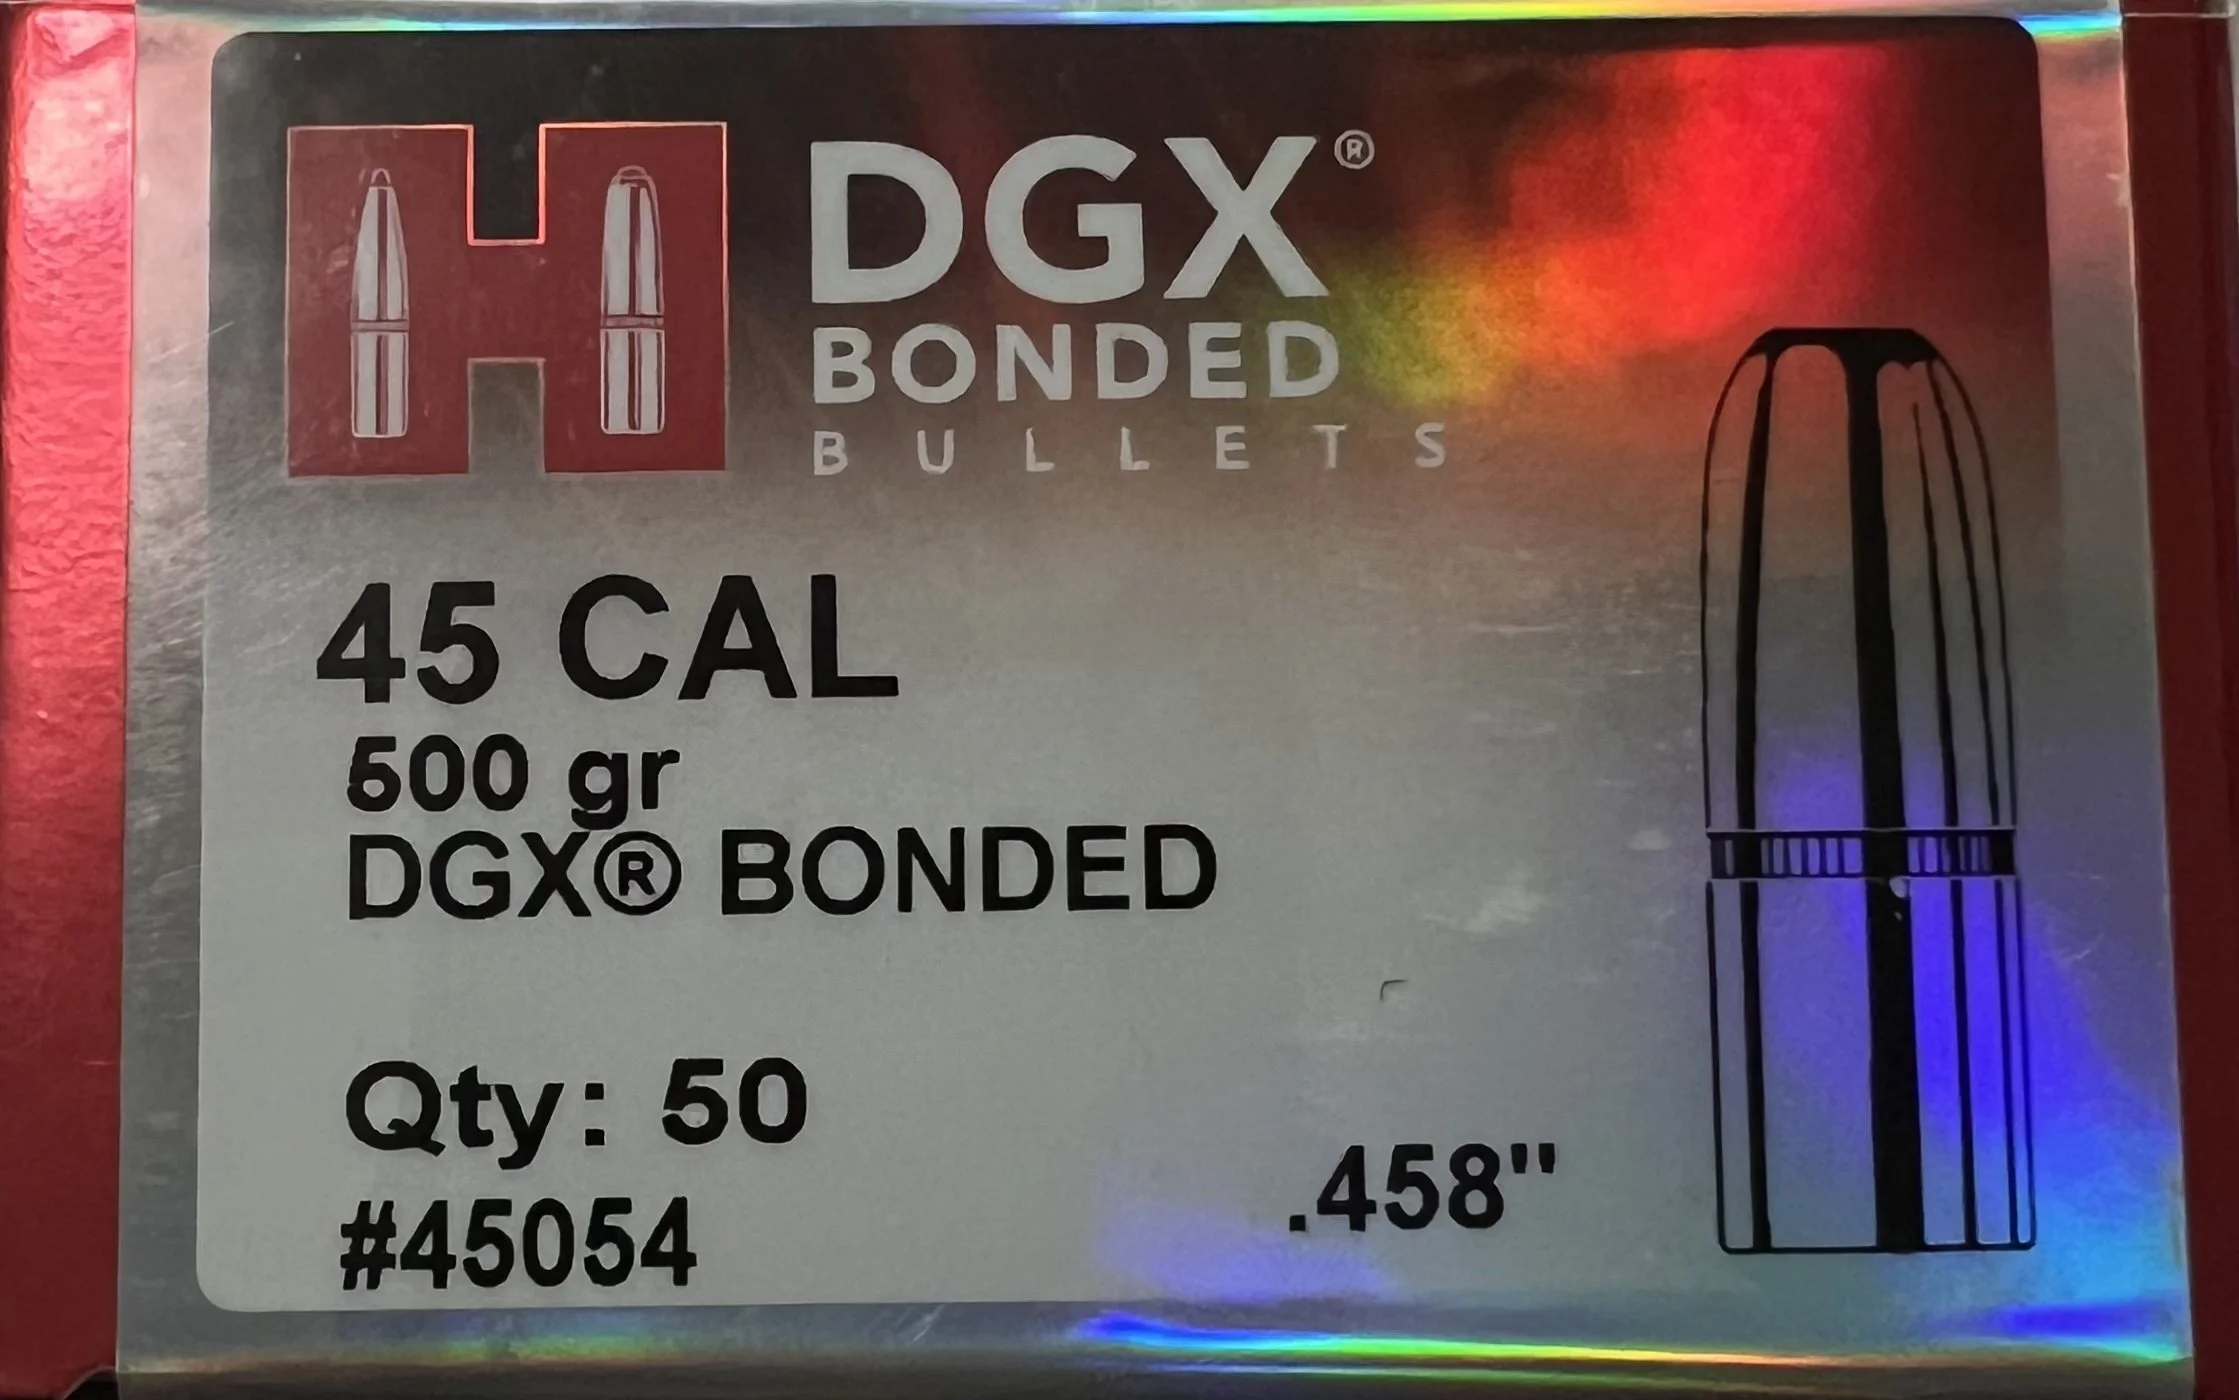 H
DGX®
BONDED
BULLETS
45 CAL
500 gr
DGX® BONDED
Qty: 50
#45054
.458"